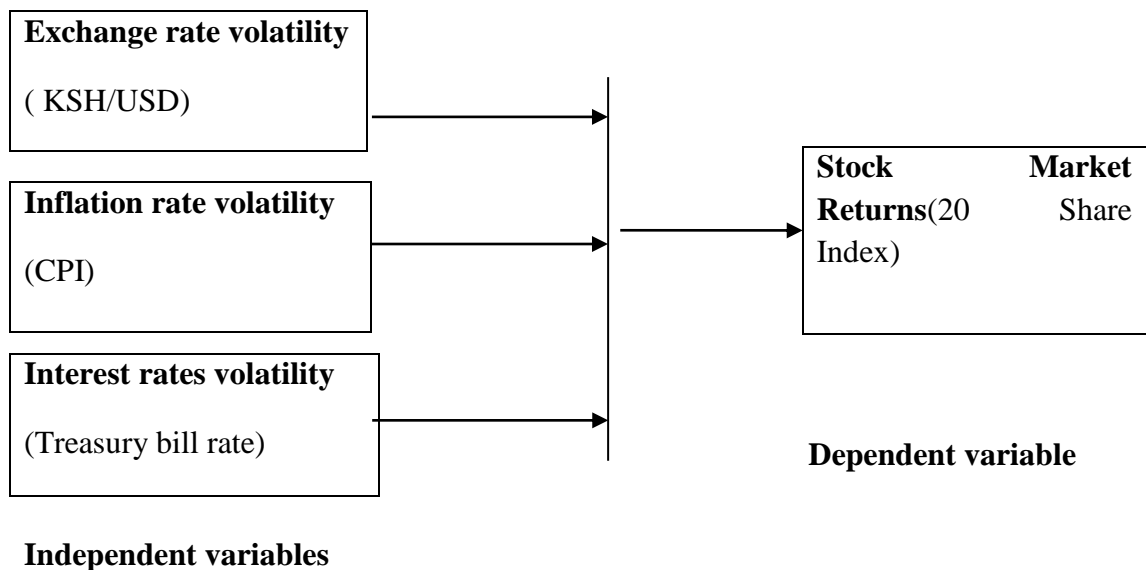 Exchange rate volatility
( KSH/USD)
Inflation rate volatility
(CPI)
Interest rates volatility
(Treasury bill rate)
Independent variables
Stock Market
Returns(20 Share
Index)
Dependent variable